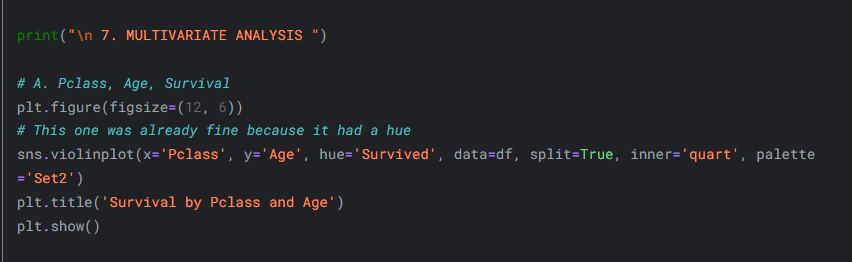 print("\n 7. MULTIVARIATE ANALYSIS ")
# A. Pclass, Age, Survival
plt.figure(figsize=(12, 6))
# This one was already fine because it had a hue
sns.violinplot(x='Pclass', y='Age', hue='Survived', data=df, split=True, inner='quart', palette
='Set2')
plt.title('Survival by Pclass and Age')
plt.show()